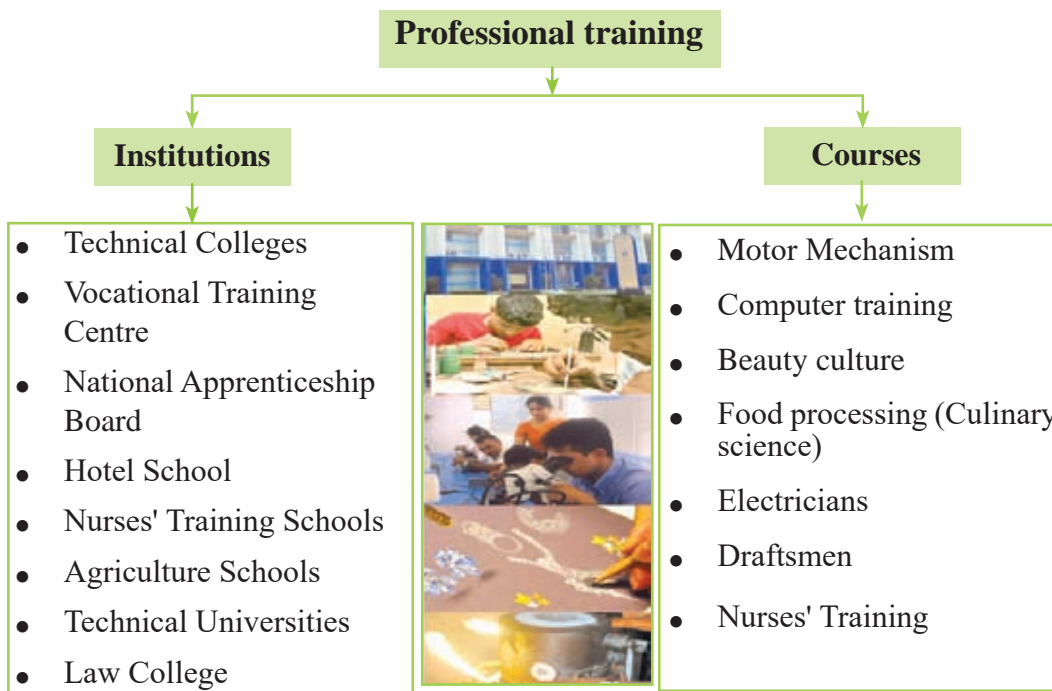 Professional training
Institutions
Courses
• Technical Colleges
• Vocational Training
Centre
• National Apprenticeship
Board
• Hotel School
• Nurses' Training Schools
• Agriculture Schools
• Technical Universities
• Law College
• Motor Mechanism
• Computer training
• Beauty culture
• Food processing (Culinary
science)
• Electricians
• Draftsmen
• Nurses' Training